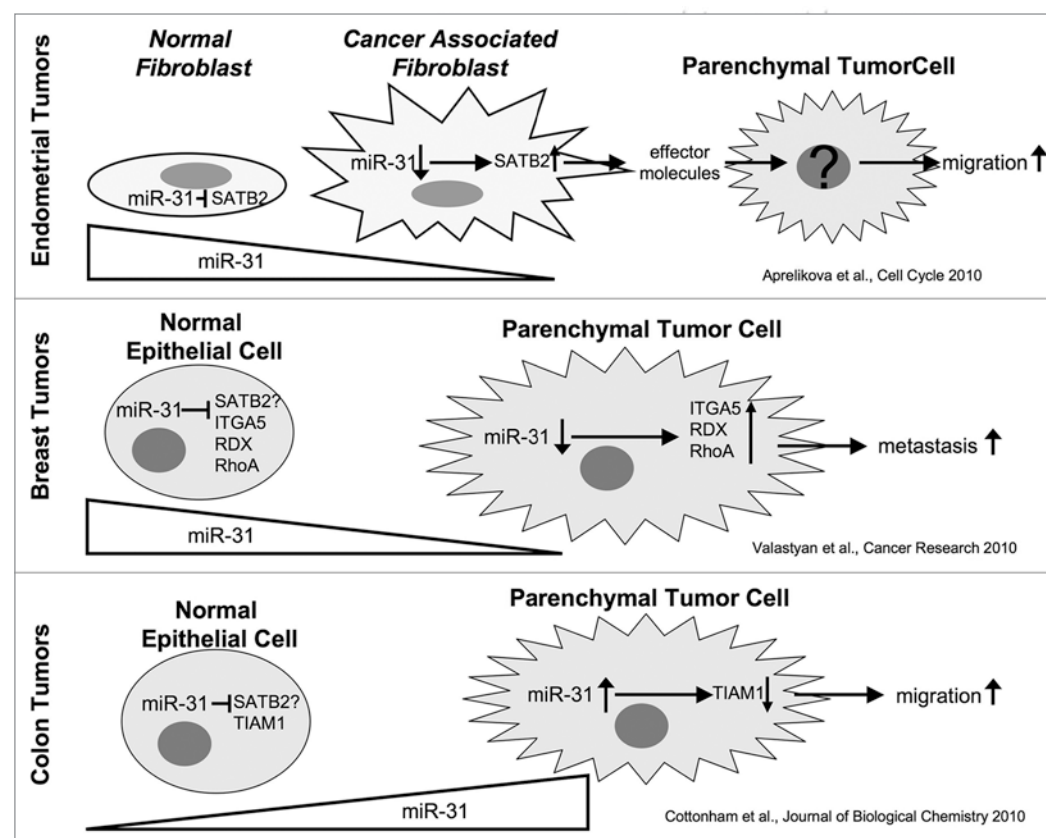 Endometrial Tumors
Normal
Fibroblast
Cancer Associated
Fibroblast
Parenchymal TumorCell
miR-31 SATB2
miR-31 SATB2
effector
molecules
?
migration
miR-31
Aprelikova et al., Cell Cycle 2010
Breast Tumors
Normal
Epithelial Cell
Parenchymal Tumor Cell
miR-31 SATB2?
ITGA5
RDX
RhoA
miR-31
ITGA5
RDX
RhoA
metastasis
miR-31
Valastyan et al., Cancer Research 2010
Colon Tumors
Normal
Epithelial Cell
Parenchymal Tumor Cell
miR-31 SATB2?
TIAM1
miR-31 TIAM1
migration
miR-31
Cottonham et al., Journal of Biological Chemistry 2010